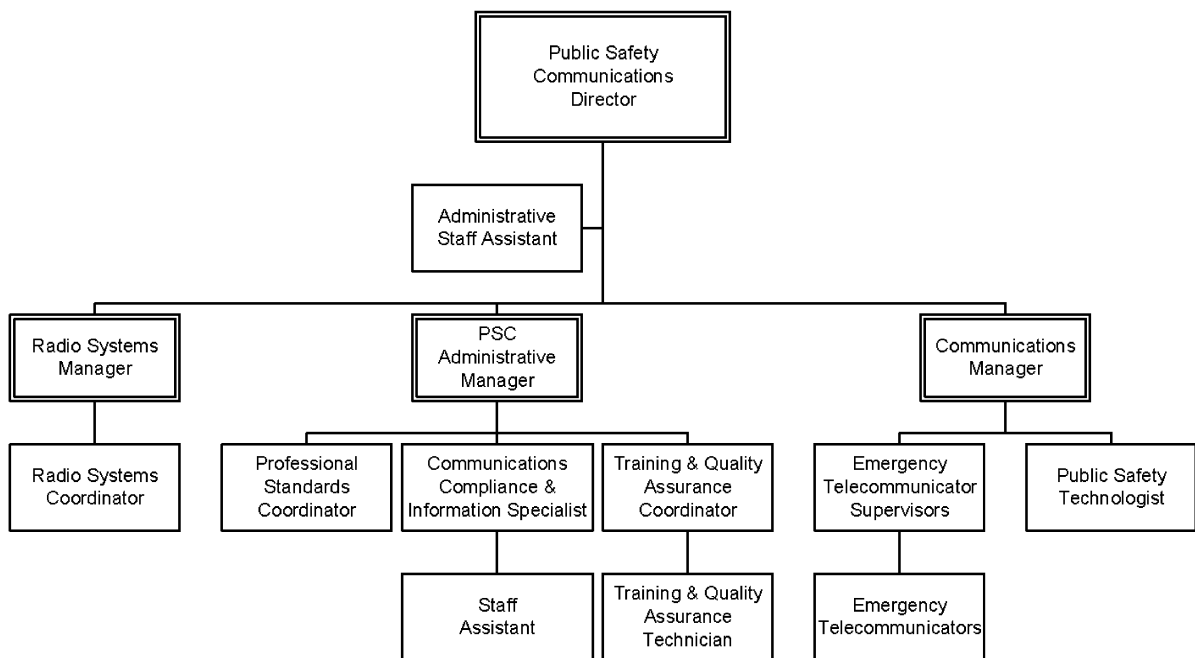 Public Safety
Communications
Director
Administrative
Staff Assistant
Radio Systems
Manager
PSC
Administrative
Manager
Communications
Manager
Radio Systems
Coordinator
Professional
Standards
Coordinator
Communications
Compliance &
Information Specialist
Training & Quality
Assurance
Coordinator
Emergency
Telecommunicator
Supervisors
Public Safety
Technologist
Staff
Assistant
Training & Quality
Assurance
Technician
Emergency
Telecommunicators